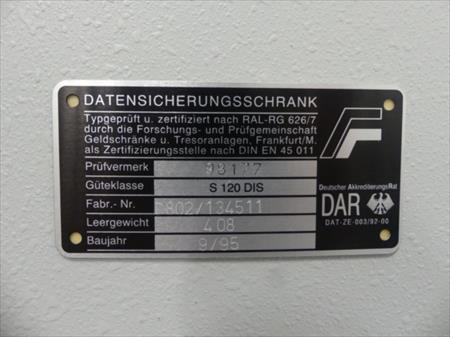 DATENSICHERUNGSSCHRANK
Typgeprüft u. zertifiziert nach RAL-RG 626/7
durch die Forschungs- und Prüfgemeinschaft
Geldschränke u. Tresoranlagen, Frankfurt/M.
als Zertifizierungsstelle nach DIN EN 45 011
Prüfvermerk
Güteklasse S 120 DIS
Fabr.-Nr. 802/134511
Leergewicht 408
Baujahr 9/95
Deutscher AkkreditierungsRat
DAR
DAT-ZE-003/92-00